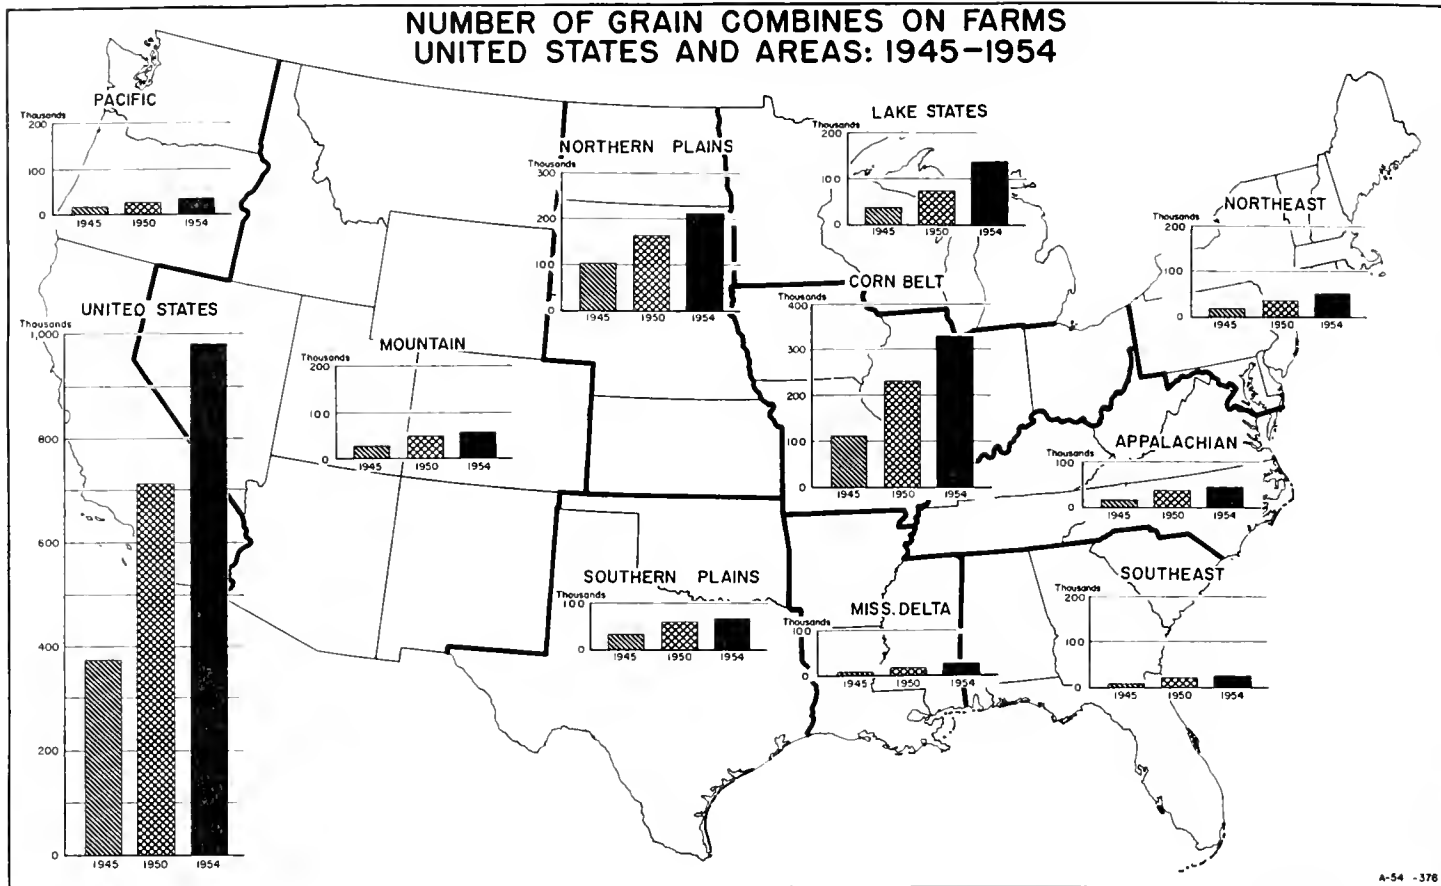 NUMBER OF GRAIN COMBINES ON FARMS
UNITED STATES AND AREAS: 1945-1954
PACIFIC
Thousands
200
100
0
1945 1950 1954
NORTHERN PLAINS
Thousands
300
200
100
0
1945 1950 1954
LAKE STATES
Thousands
200
100
0
1945 1950 1954
NORTHEAST
Thousands
200
100
0
1945 1950 1954
UNITED STATES
Thousands
1,000
800
600
400
200
0
1945 1950 1954
MOUNTAIN
Thousands
200
100
0
1945 1950 1954
CORN BELT
Thousands
400
300
200
100
0
1945 1950 1954
APPALACHIAN
Thousands
100
0
1945 1950 1954
SOUTHERN PLAINS
Thousands
100
0
1945 1950 1954
MISS. DELTA
Thousands
100
0
1945 1950 1954
SOUTHEAST
Thousands
200
100
0
1945 1950 1954
A-54 -376